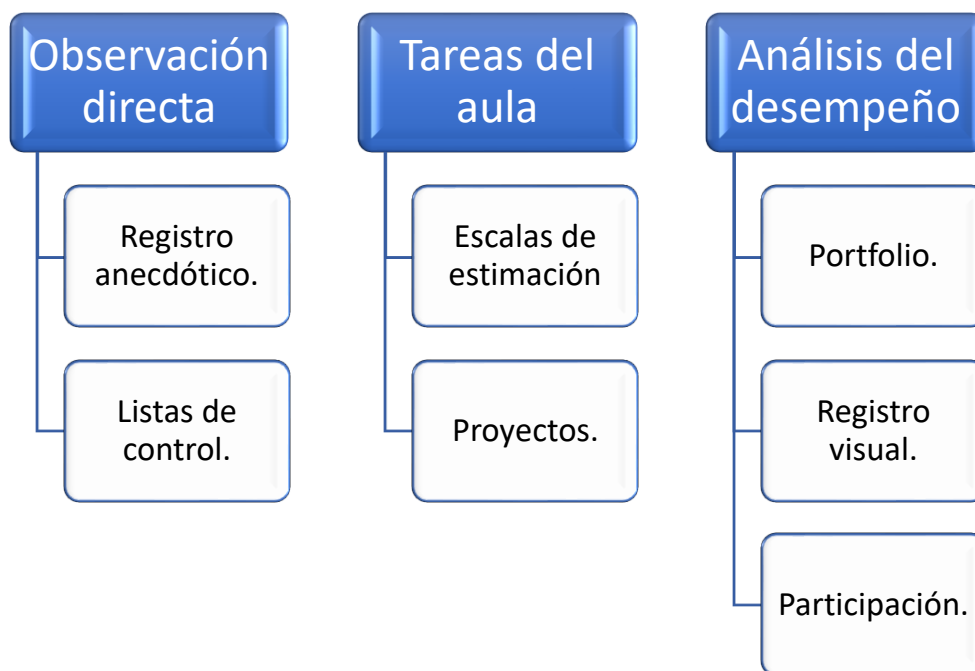 Observación
directa
Registro
anecdótico.
Listas de
control.
Tareas del
aula
Escalas de
estimación
Proyectos.
Análisis del
desempeño
Portfolio.
Registro
visual.
Participación.